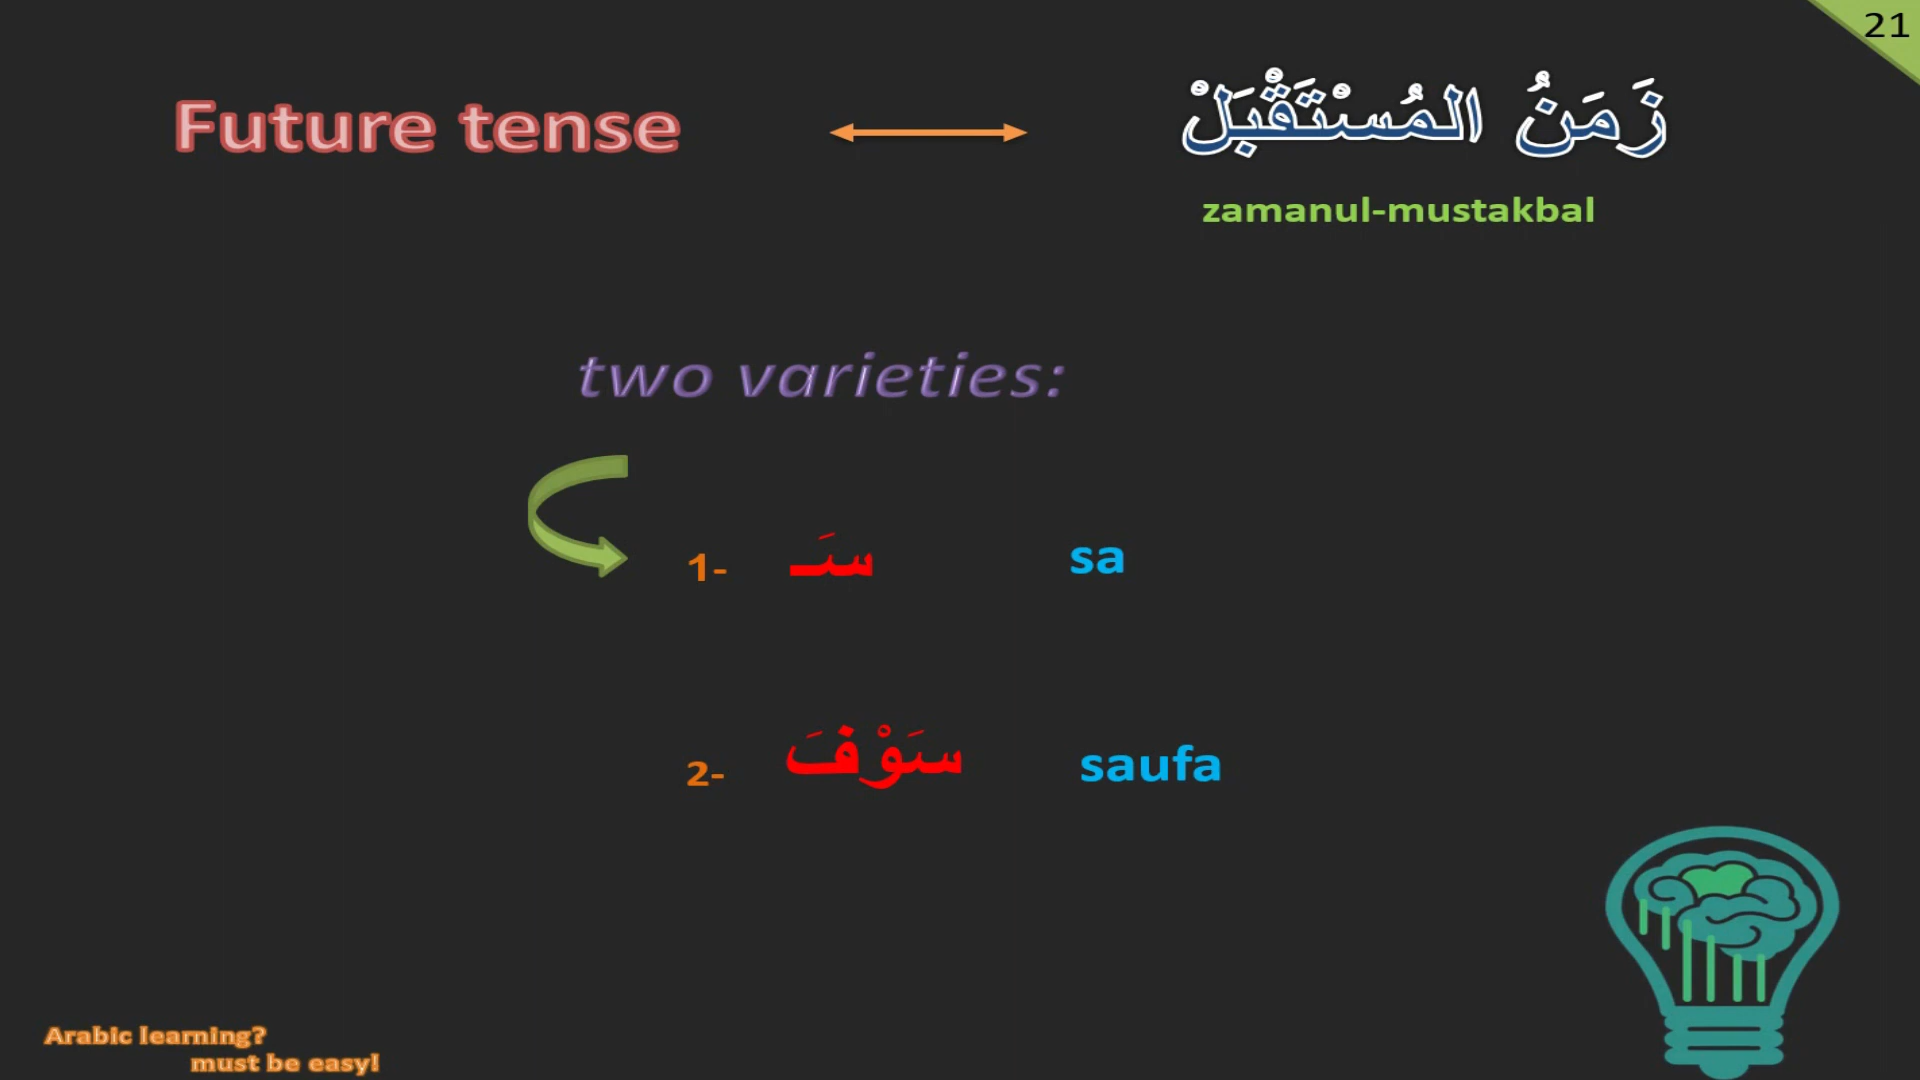 21
Future tense زَمَنُ المُسْتَقْبَلْ
zamanul-mustakbal
two varieties:
1- سَـ sa
2- سَوْفَ saufa
Arabic learning?
must be easy!